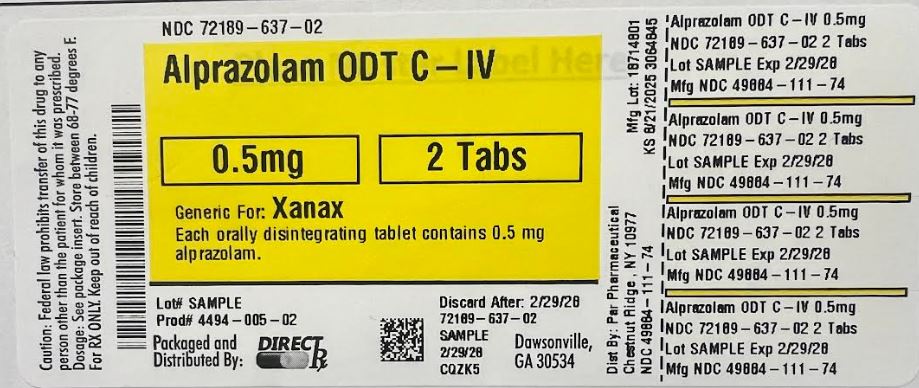 Caution: Federal law prohibits transfer of this drug to any
person other than the patient for whom it was prescribed.
Dosage: See package insert. Store between 68-77 degrees F.
For RX ONLY. Keep out of reach of children.
NDC 72189-637-02
Alprazolam ODT C-IV
0.5mg
2 Tabs
Generic For: Xanax
Each orally disintegrating tablet contains 0.5 mg
alprazolam.
Lot# SAMPLE
Prod# 4494-005-02
Packaged and
Distributed By:
DIRECT Rx
Discard After: 2/29/28
72189-637-02
SAMPLE
2/29/28
CQZK5
Dawsonville,
GA 30534
Dist By: Par Pharmaceutical
Chestnut Ridge, NY 10977
NDC 49884-111-74
Mfg Lot: 18714801
KS 8/21/2025 3064845
Alprazolam ODT C-IV 0.5mg
NDC 72189-637-02 2 Tabs
Lot SAMPLE Exp 2/29/28
Mfg NDC 49884-111-74
Alprazolam ODT C-IV 0.5mg
NDC 72189-637-02 2 Tabs
Lot SAMPLE Exp 2/29/28
Mfg NDC 49884-111-74
Alprazolam ODT C-IV 0.5mg
NDC 72189-637-02 2 Tabs
Lot SAMPLE Exp 2/29/28
Mfg NDC 49884-111-74
Alprazolam ODT C-IV 0.5mg
NDC 72189-637-02 2 Tabs
Lot SAMPLE Exp 2/29/28
Mfg NDC 49884-111-74